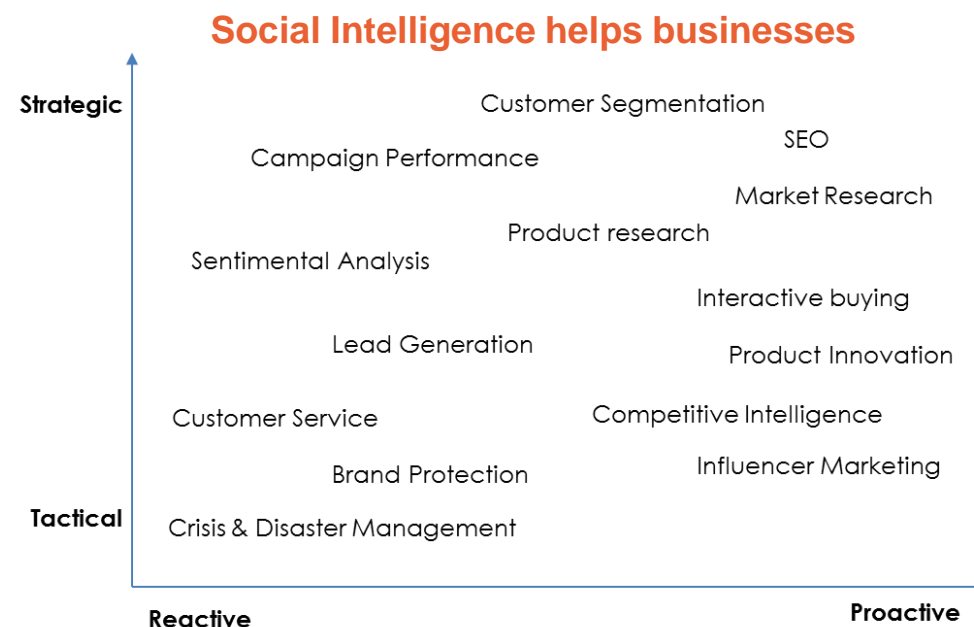 Social Intelligence helps businesses
Strategic
Customer Segmentation
SEO
Campaign Performance
Market Research
Product research
Sentimental Analysis
Interactive buying
Lead Generation
Product Innovation
Customer Service
Competitive Intelligence
Influencer Marketing
Brand Protection
Tactical
Crisis & Disaster Management
Reactive
Proactive